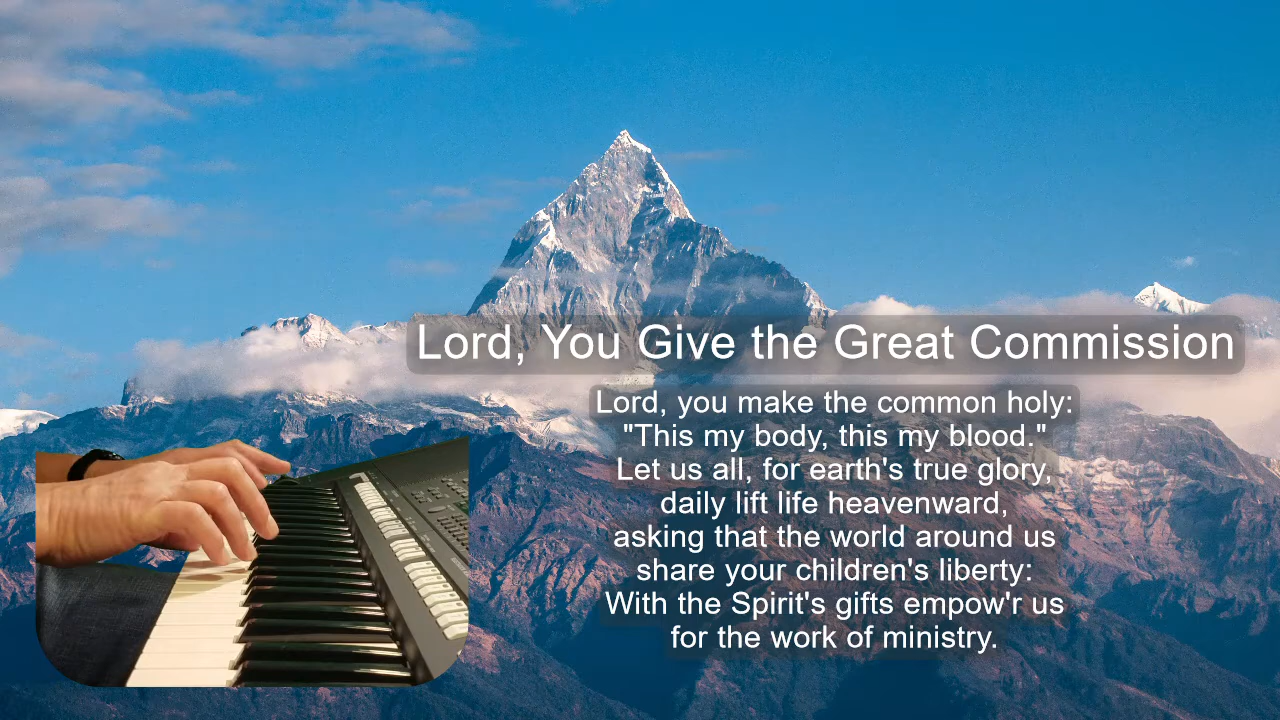 Lord, You Give the Great Commission
Lord, you make the common holy:
"This my body, this my blood."
Let us all, for earth's true glory,
daily lift life heavenward,
asking that the world around us
share your children's liberty:
With the Spirit's gifts empow'r us
for the work of ministry.